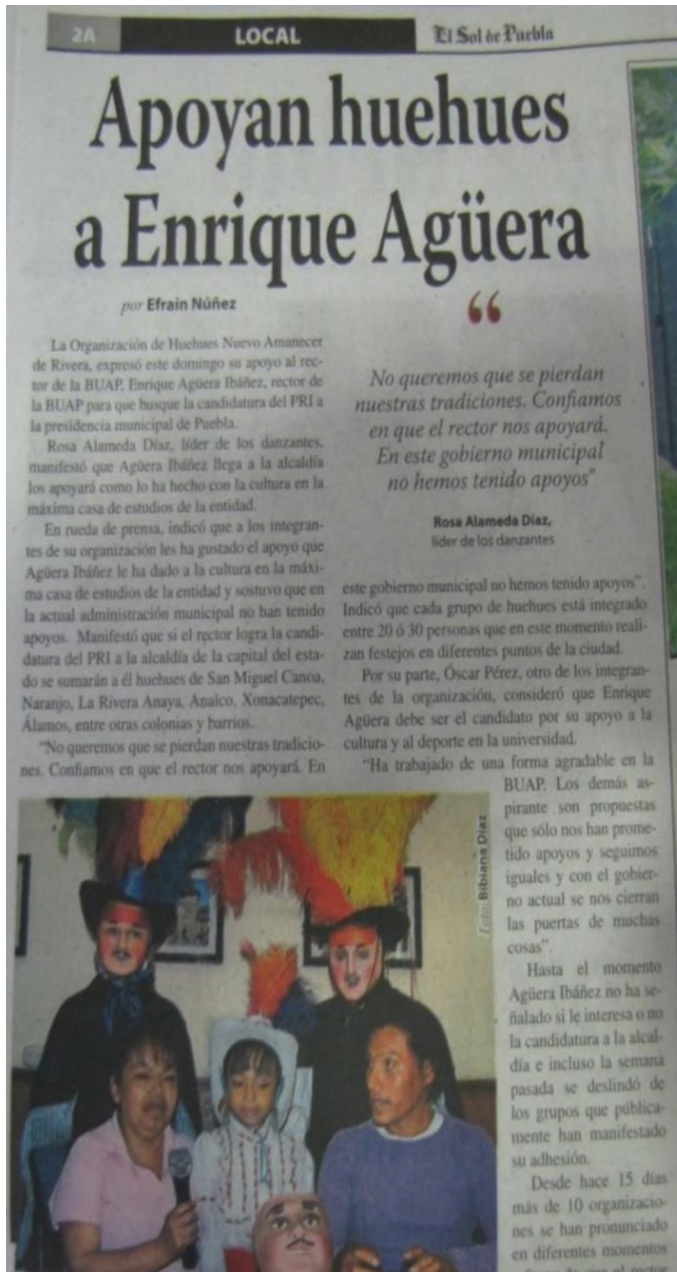 2A
LOCAL
El Sol de Puebla
Apoyan huehues
a Enrique Agüera
por Efraín Núñez
La Organización de Huehues Nuevo Amanecer
de Rivera, expresó este domingo su apoyo al rec-
tor de la BUAP, Enrique Agüera Ibáñez, rector de
la BUAP para que busque la candidatura del PRI a
la presidencia municipal de Puebla.
Rosa Alameda Díaz, líder de los danzantes,
manifestó que Agüera Ibáñez llega a la alcaldía
los apoyará como lo ha hecho con la cultura en la
máxima casa de estudios de la entidad.
En rueda de prensa, indicó que a los integran-
tes de su organización les ha gustado el apoyo que
Agüera Ibáñez le ha dado a la cultura en la máxi-
ma casa de estudios de la entidad y sostuvo que en
la actual administración municipal no han tenido
apoyos. Manifestó que si el rector logra la candi-
datura del PRI a la alcaldía de la capital del esta-
do se sumarán a él huehues de San Miguel Canoa,
Naranjo, La Rivera Anaya, Analco, Xonacatepec,
Álamos, entre otras colonias y barrios.
"No queremos que se pierdan nuestras tradicio-
nes. Confiamos en que el rector nos apoyará. En
“
No queremos que se pierdan
nuestras tradiciones. Confiamos
en que el rector nos apoyará.
En este gobierno municipal
no hemos tenido apoyos"
Rosa Alameda Díaz,
líder de los danzantes
este gobierno municipal no hemos tenido apoyos".
Indicó que cada grupo de huehues está integrado
entre 20 ó 30 personas que en este momento reali-
zan festejos en diferentes puntos de la ciudad.
Por su parte, Óscar Pérez, otro de los integran-
tes de la organización, consideró que Enrique
Agüera debe ser el candidato por su apoyo a la
cultura y al deporte en la universidad.
"Ha trabajado de una forma agradable en la
BUAP. Los demás as-
pirante son propuestas
que sólo nos han prome-
tido apoyos y seguimos
iguales y con el gobier-
no actual se nos cierran
las puertas de muchas
cosas".
Hasta el momento
Agüera Ibáñez no ha se-
ñalado si le interesa o no
la candidatura a la alcal-
día e incluso la semana
pasada se deslindó de
los grupos que pública-
mente han manifestado
su adhesión.
Desde hace 15 días
más de 10 organizacio-
nes se han pronunciado
en diferentes momentos
Foto: Bibiana Díaz